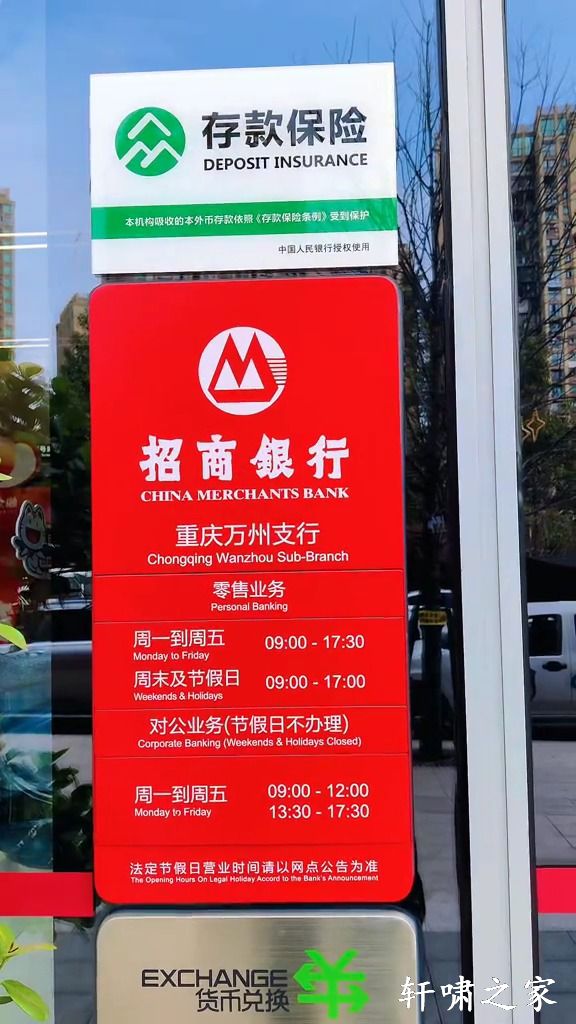 存款保险
DEPOSIT INSURANCE
本机构吸收的本外币存款依照《存款保险条例》受到保护
中国人民银行授权使用
招商銀行
CHINA MERCHANTS BANK
重庆万州支行
Chongqing Wanzhou Sub-Branch
零售业务
Personal Banking
周一到周五 09:00 - 17:30
Monday to Friday
周末及节假日 09:00 - 17:00
Weekends & Holidays
对公业务(节假日不办理)
Corporate Banking (Weekends & Holidays Closed)
周一到周五 09:00 - 12:00
Monday to Friday 13:30 - 17:30
法定节假日营业时间请以网点公告为准
The Opening Hours On Legal Holiday Accord to the Bank's Announcement
EXCHANGE
货币兑换
轩啸之家